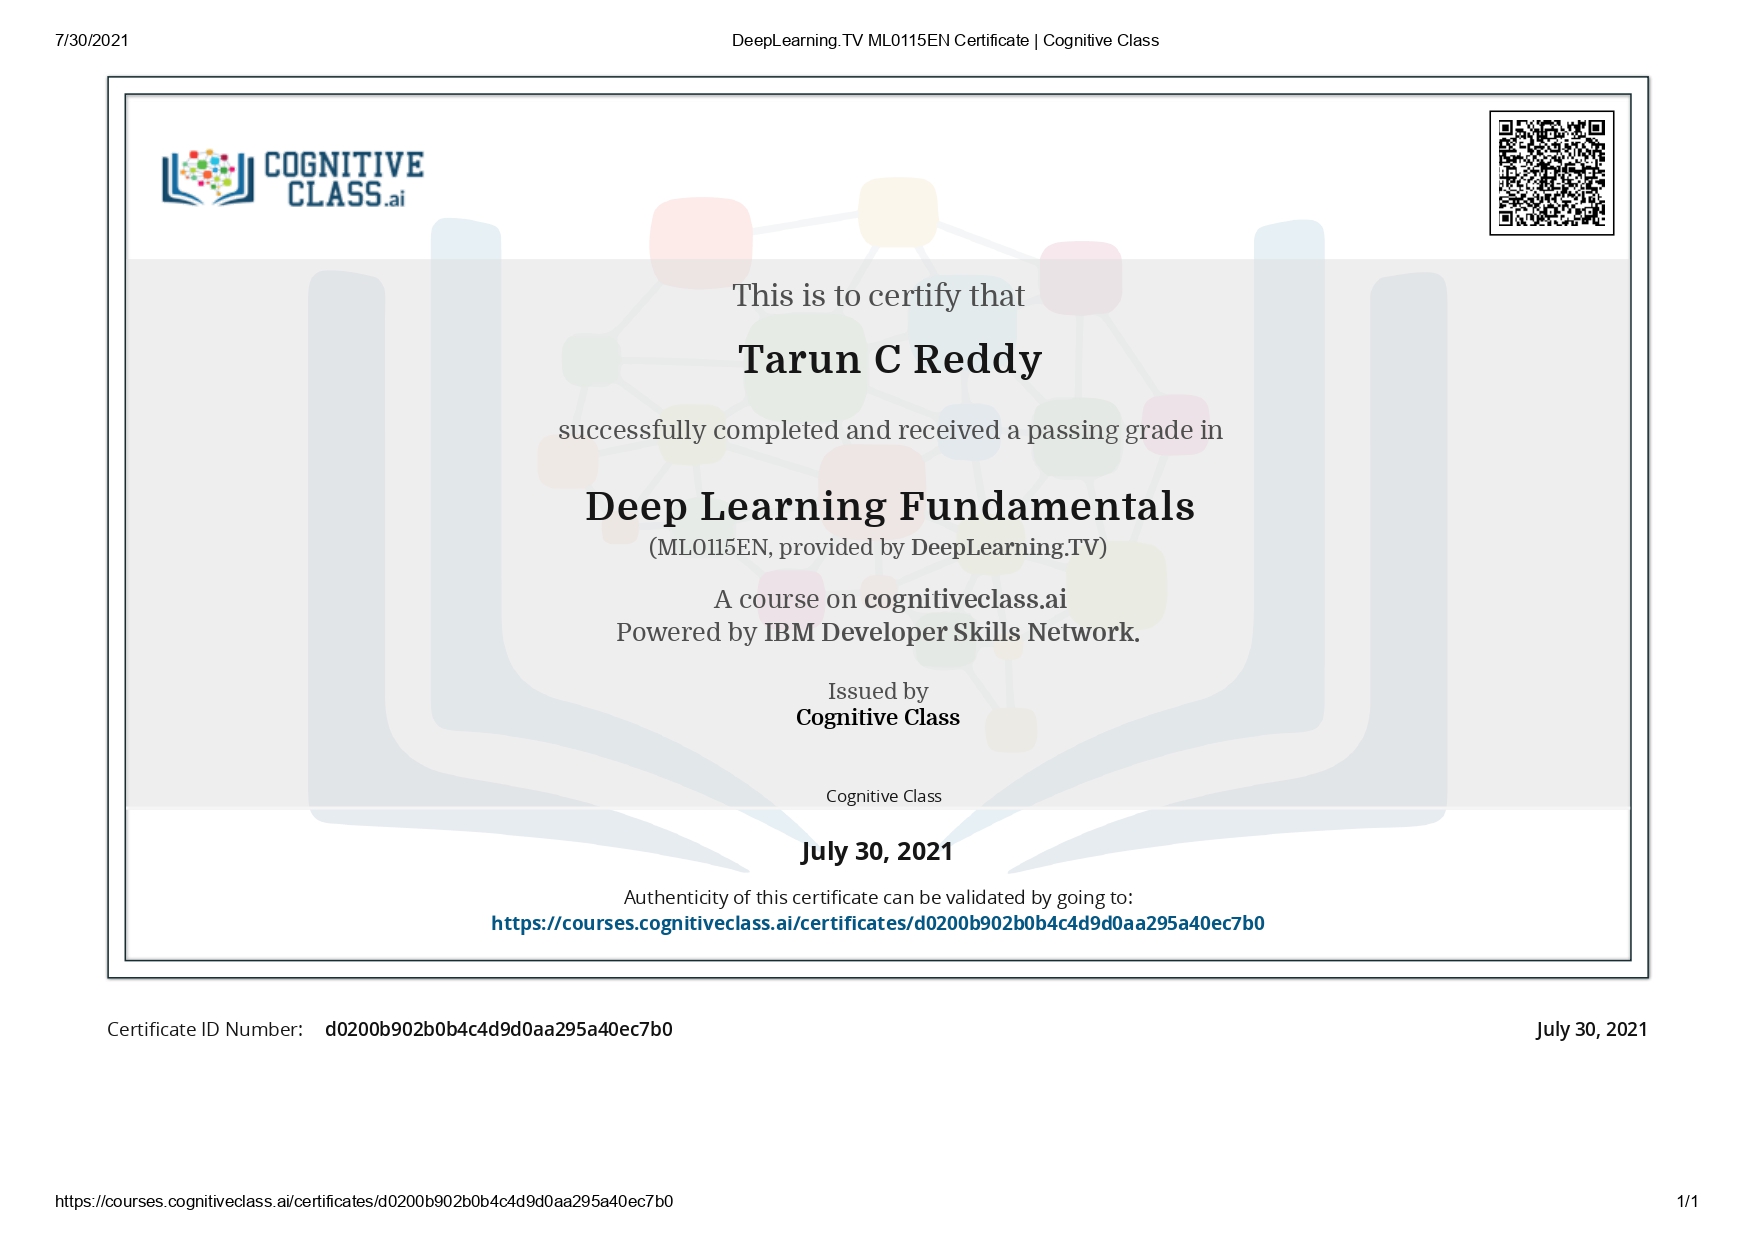 7/30/2021
DeepLearning.TV ML0115EN Certificate | Cognitive Class
COGNITIVE
CLASS.ai
This is to certify that
Tarun C Reddy
successfully completed and received a passing grade in
Deep Learning Fundamentals
(ML0115EN, provided by DeepLearning.TV)
A course on cognitiveclass.ai
Powered by IBM Developer Skills Network.
Issued by
Cognitive Class
Cognitive Class
July 30, 2021
Authenticity of this certificate can be validated by going to:
https://courses.cognitiveclass.ai/certificates/d0200b902b0b4c4d9d0aa295a40ec7b0
Certificate ID Number: d0200b902b0b4c4d9d0aa295a40ec7b0
July 30, 2021
https://courses.cognitiveclass.ai/certificates/d0200b902b0b4c4d9d0aa295a40ec7b0
1/1